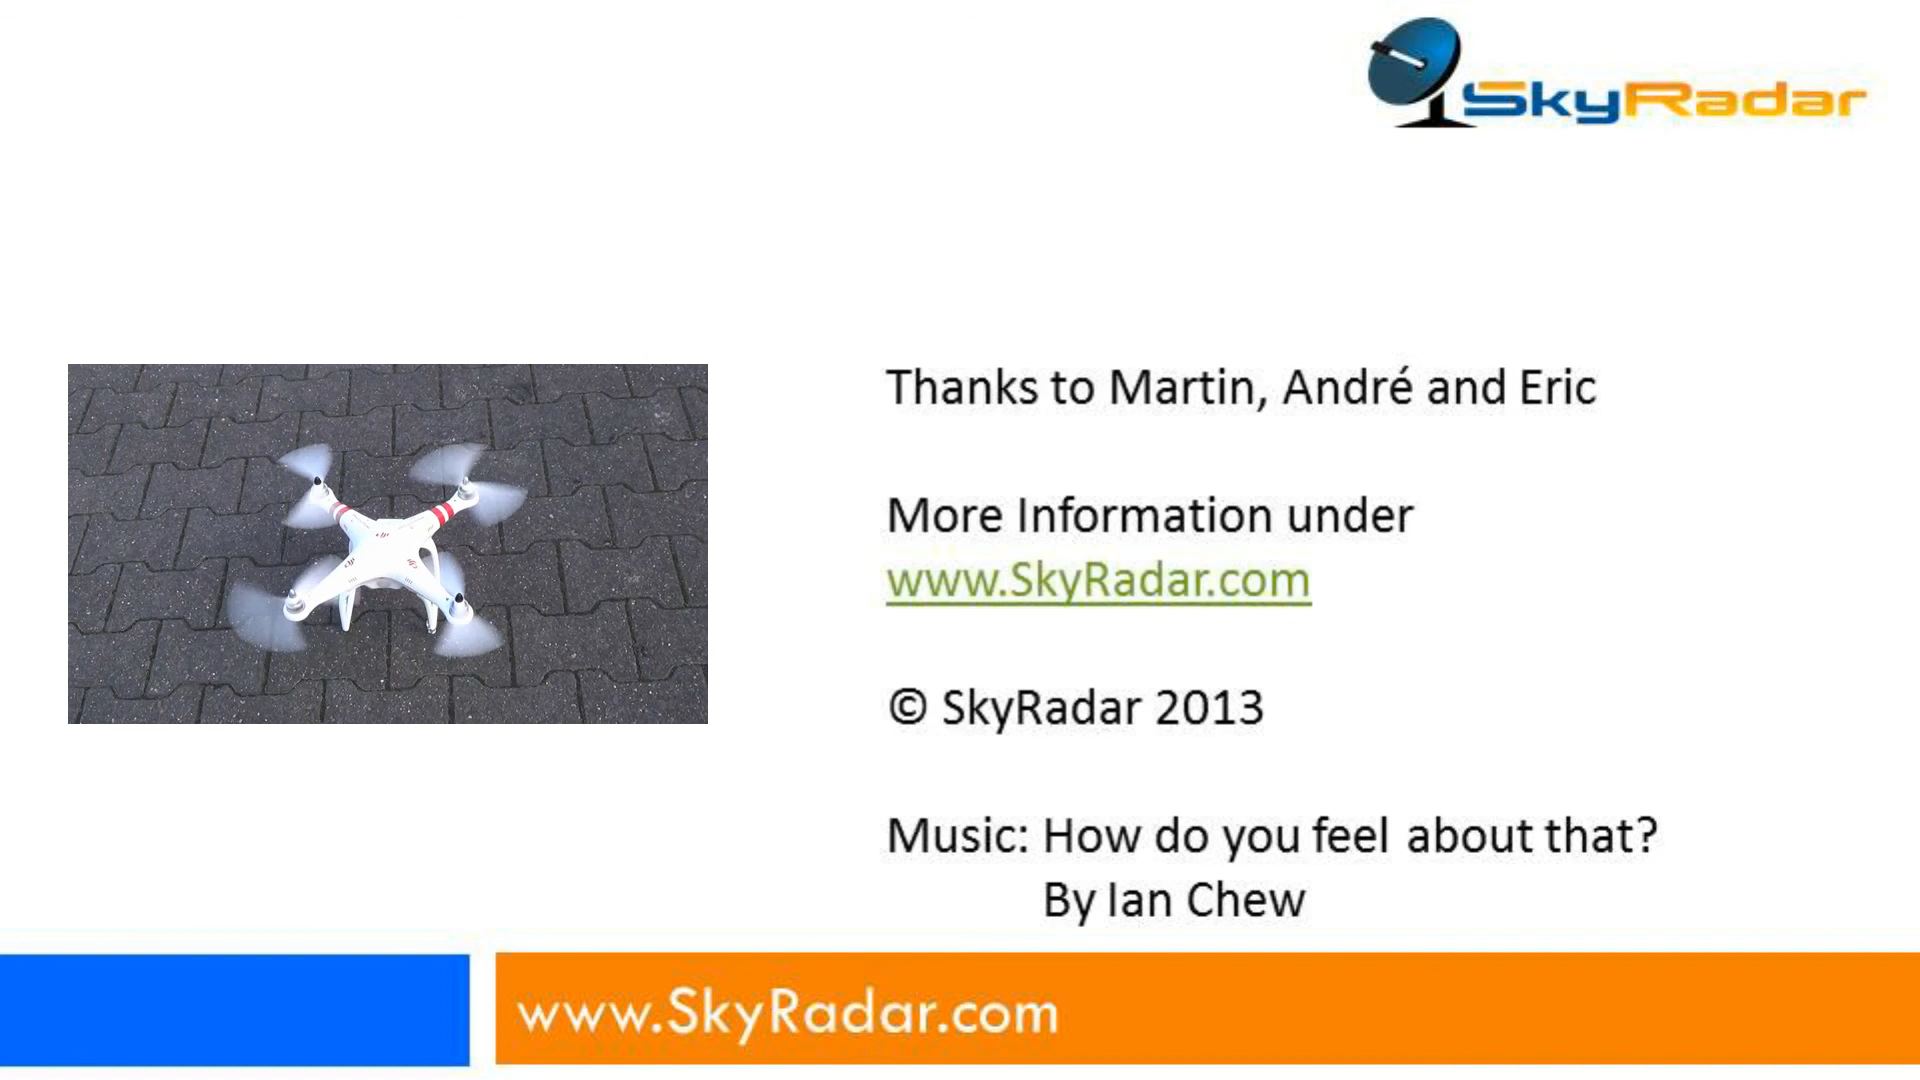 SkyRadar
Thanks to Martin, André and Eric
More Information under
www.SkyRadar.com
© SkyRadar 2013
Music: How do you feel about that?
By Ian Chew
www.SkyRadar.com